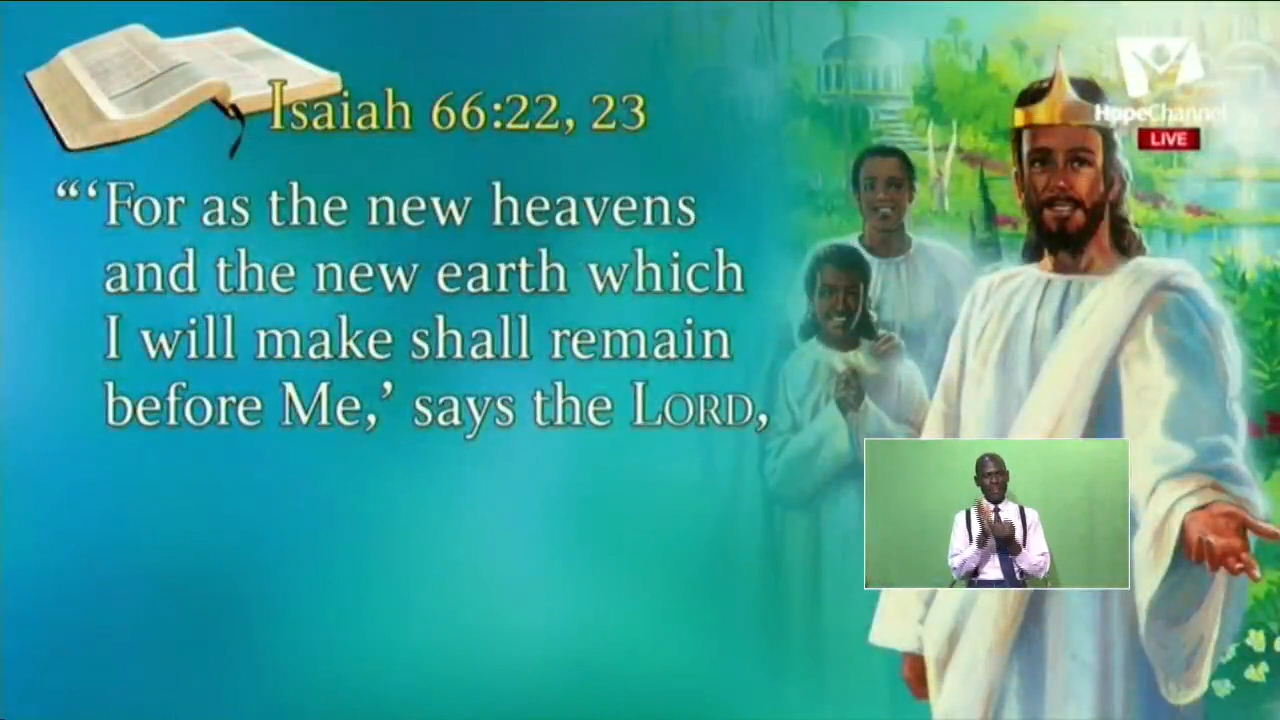 Isaiah 66:22, 23
“‘For as the new heavens
and the new earth which
I will make shall remain
before Me,’ says the LORD,
HopeChannel
LIVE